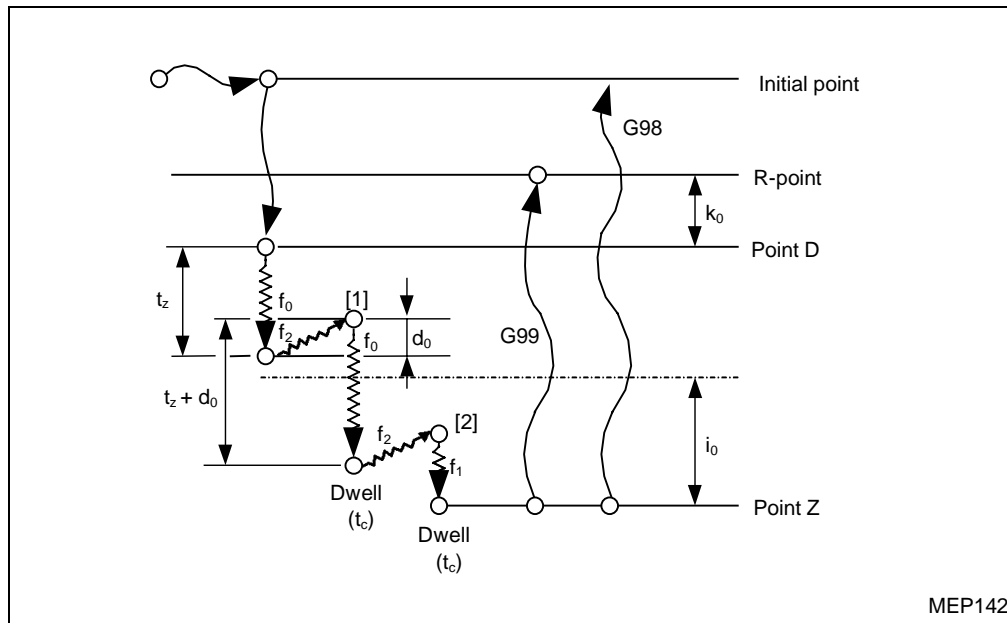 Initial point
G98
R-point
k0
Point D
tz
f0
[1]
f2
f0
d0
G99
tz + d0
[2]
f2
i0
f1
Dwell
(tc)
Point Z
Dwell
(tc)
MEP142